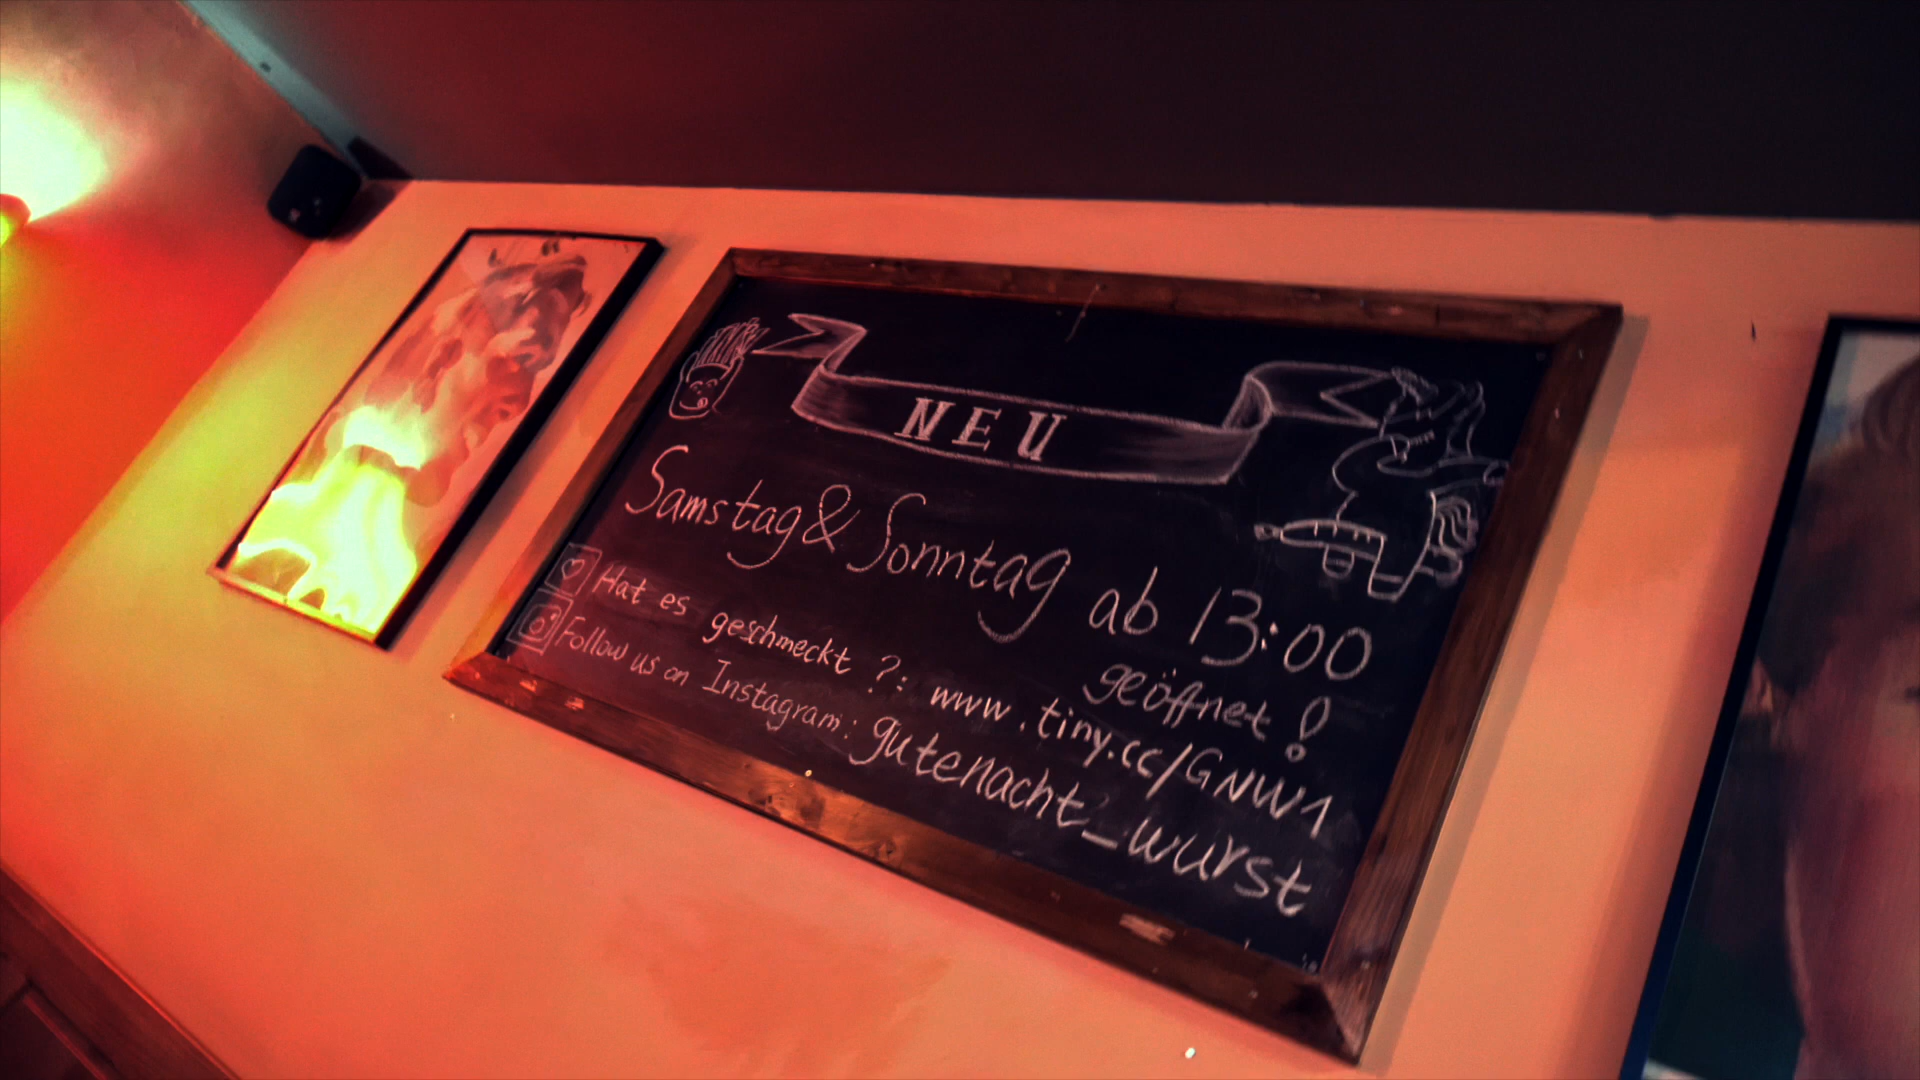 NEU
Samstag & Sonntag ab 13:00
geöffnet!
Hat es geschmeckt ?: www.tiny.cc/GNW1
Follow us on Instagram: gutenacht_wurst